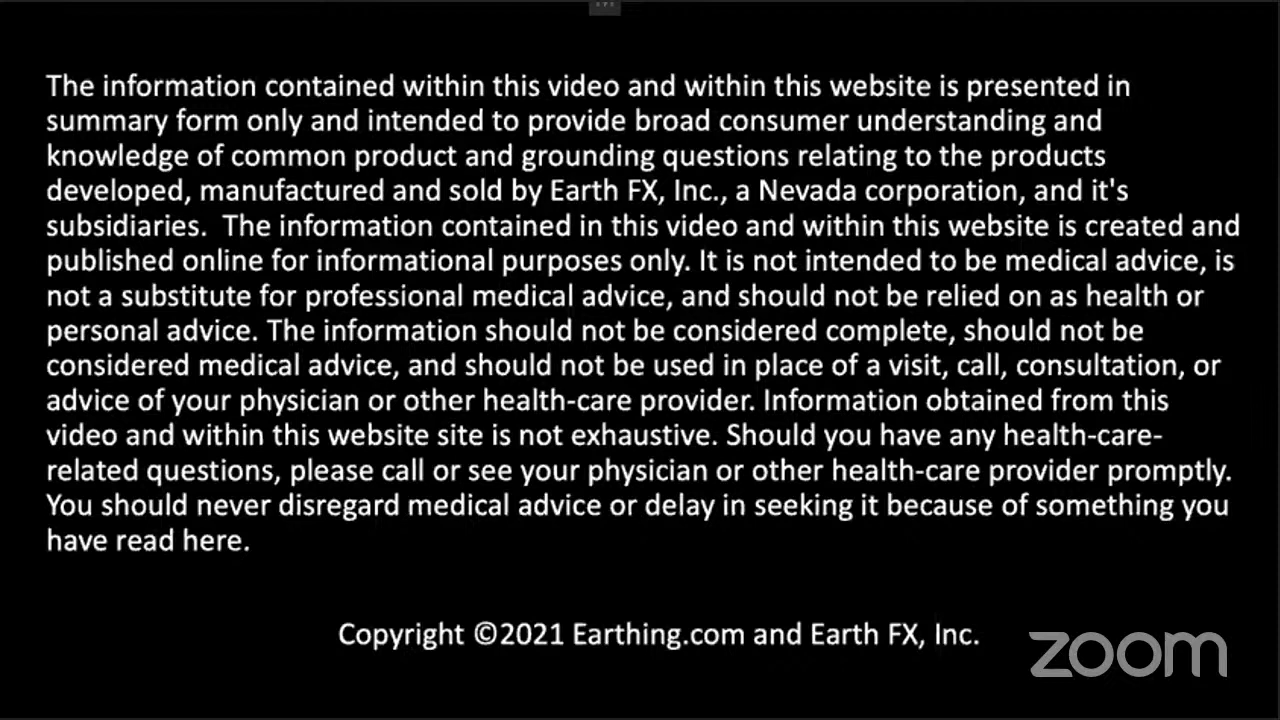 The information contained within this video and within this website is presented in
summary form only and intended to provide broad consumer understanding and
knowledge of common product and grounding questions relating to the products
developed, manufactured and sold by Earth FX, Inc., a Nevada corporation, and it's
subsidiaries.  The information contained in this video and within this website is created and
published online for informational purposes only. It is not intended to be medical advice, is
not a substitute for professional medical advice, and should not be relied on as health or
personal advice. The information should not be considered complete, should not be
considered medical advice, and should not be used in place of a visit, call, consultation, or
advice of your physician or other health-care provider. Information obtained from this
video and within this website site is not exhaustive. Should you have any health-care-
related questions, please call or see your physician or other health-care provider promptly.
You should never disregard medical advice or delay in seeking it because of something you
have read here.
Copyright ©2021 Earthing.com and Earth FX, Inc.
zoom